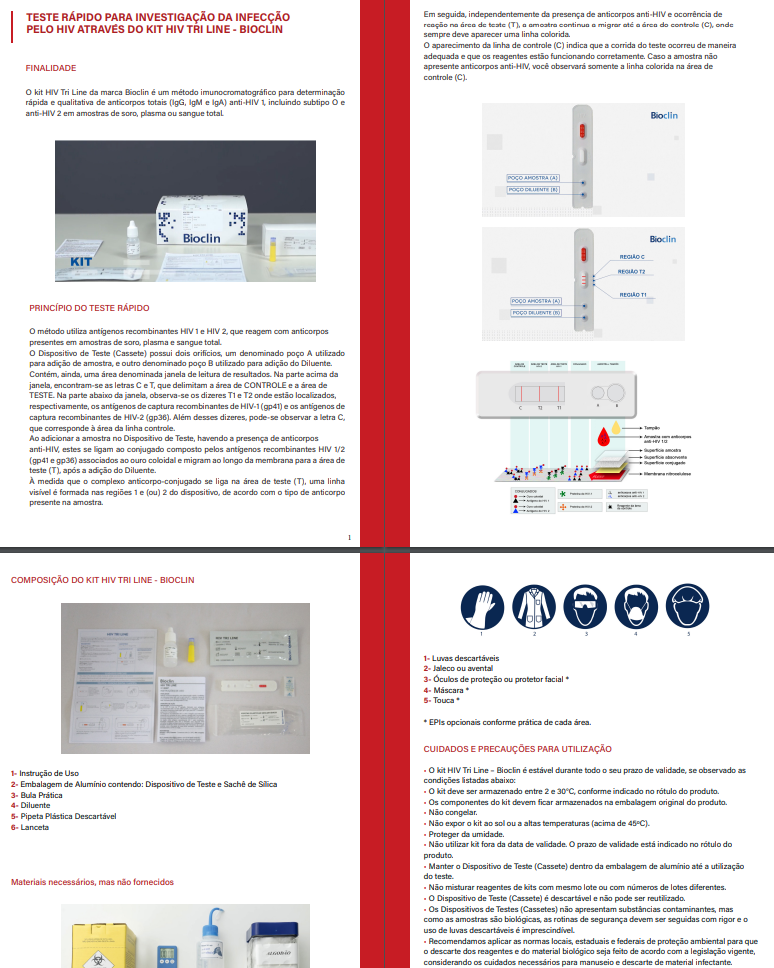 TESTE RÁPIDO PARA INVESTIGAÇÃO DA INFECÇÃO
PELO HIV ATRAVÉS DO KIT HIV TRI LINE - BIOCLIN
FINALIDADE
O kit HIV Tri Line da marca Bioclin é um método imunocromatográfico para determinação
rápida e qualitativa de anticorpos totais (IgG, IgM e IgA) anti-HIV 1, incluindo subtipo O e
anti-HIV 2 em amostras de soro, plasma ou sangue total.
Bioclin
KIT
PRINCÍPIO DO TESTE RÁPIDO
O método utiliza antígenos recombinantes HIV 1 e HIV 2, que reagem com anticorpos
presentes em amostras de soro, plasma e sangue total.
O Dispositivo de Teste (Cassete) possui dois orifícios, um denominado poço A utilizado
para adição de amostra, e outro denominado poço B utilizado para adição do Diluente.
Contém, ainda, uma área denominada janela de leitura de resultados. Na parte acima da
janela, encontram-se as letras C e T, que delimitam a área de CONTROLE e a área de
TESTE. Na parte abaixo da janela, observa-se os dizeres T1 e T2 onde estão localizados,
respectivamente, os antígenos de captura recombinantes de HIV-1 (gp41) e os antígenos de
captura recombinantes de HIV-2 (gp36). Além desses dizeres, pode-se observar a letra C,
que corresponde à área da linha controle.
Ao adicionar a amostra no Dispositivo de Teste, havendo a presença de anticorpos
anti-HIV, estes se ligam ao conjugado composto pelos antígenos recombinantes HIV 1/2
(gp41 e gp36) associados ao ouro coloidal e migram ao longo da membrana para a área de
teste (T), após a adição do Diluente.
À medida que o complexo anticorpo-conjugado se liga na área de teste (T), uma linha
visível é formada nas regiões 1 e (ou) 2 do dispositivo, de acordo com o tipo de anticorpo
presente na amostra.
1
Em seguida, independentemente da presença de anticorpos anti-HIV e ocorrência de
reação na área de teste (T), a amostra continua a migrar até a área do controle (C), onde
sempre deve aparecer uma linha colorida.
O aparecimento da linha de controle (C) indica que a corrida do teste ocorreu de maneira
adequada e que os reagentes estão funcionando corretamente. Caso a amostra não
apresente anticorpos anti-HIV, você observará somente a linha colorida na área de
controle (C).
Bioclin
POÇO AMOSTRA (A)
POÇO DILUENTE (B)
Bioclin
REGIÃO C
REGIÃO T2
REGIÃO T1
POÇO AMOSTRA (A)
POÇO DILUENTE (B)
C T2 T1 A B
Tampão
Amostra com anticorpos
anti-HIV 1/2
Superfície amostra
Superfície absorvente
Superfície conjugado
Membrana nitrocelulose
CONJUGADOS
COMPOSIÇÃO DO KIT HIV TRI LINE - BIOCLIN
HIV TRI LINE
Bioclin
1- Instrução de Uso
2- Embalagem de Alumínio contendo: Dispositivo de Teste e Sachê de Sílica
3- Bula Prática
4- Diluente
5- Pipeta Plástica Descartável
6- Lanceta
Materiais necessários, mas não fornecidos
ALGODÃO
1 2 3 4 5
1- Luvas descartáveis
2- Jaleco ou avental
3- Óculos de proteção ou protetor facial *
4- Máscara *
5- Touca *
* EPIs opcionais conforme prática de cada área.
CUIDADOS E PRECAUÇÕES PARA UTILIZAÇÃO
• O kit HIV Tri Line – Bioclin é estável durante todo o seu prazo de validade, se observado as
condições listadas abaixo:
• O kit deve ser armazenado entre 2 e 30°C, conforme indicado no rótulo do produto.
• Os componentes do kit devem ficar armazenados na embalagem original do produto.
• Não congelar.
• Não expor o kit ao sol ou a altas temperaturas (acima de 45ºC).
• Proteger da umidade.
• Não utilizar kit fora da data de validade. O prazo de validade está indicado no rótulo do
produto.
• Manter o Dispositivo de Teste (Cassete) dentro da embalagem de alumínio até a utilização
do teste.
• Não misturar reagentes de kits com mesmo lote ou com números de lotes diferentes.
• O Dispositivo de Teste (Cassete) é descartável e não pode ser reutilizado.
• Os Dispositivos de Testes (Cassetes) não apresentam substâncias contaminantes, mas
como as amostras são biológicas, as rotinas de segurança devem ser seguidas com rigor e o
uso de luvas descartáveis é imprescindível.
• Recomendamos aplicar as normas locais, estaduais e federais de proteção ambiental para que
o descarte dos reagentes e do material biológico seja feito de acordo com a legislação vigente,
considerando os cuidados necessários para manuseio e descarte de material infectante.